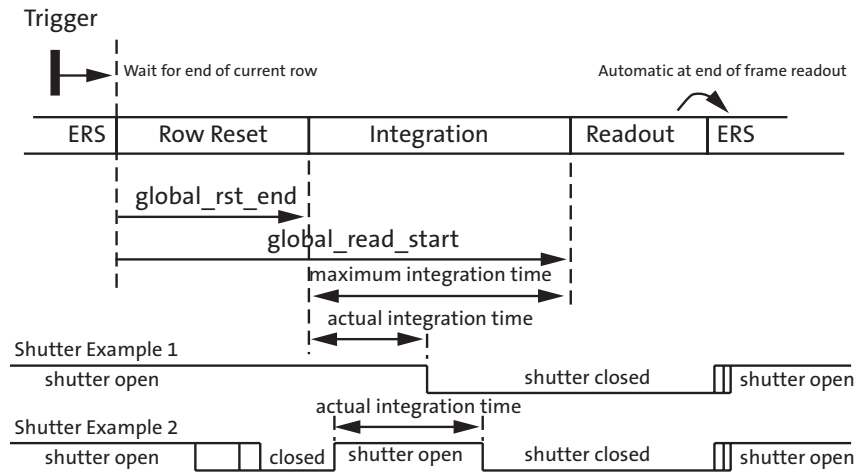 Trigger
Wait for end of current row
Automatic at end of frame readout
ERS Row Reset Integration Readout ERS
global_rst_end
global_read_start
maximum integration time
actual integration time
Shutter Example 1
shutter open shutter closed shutter open
actual integration time
Shutter Example 2
shutter open closed shutter open shutter closed shutter open